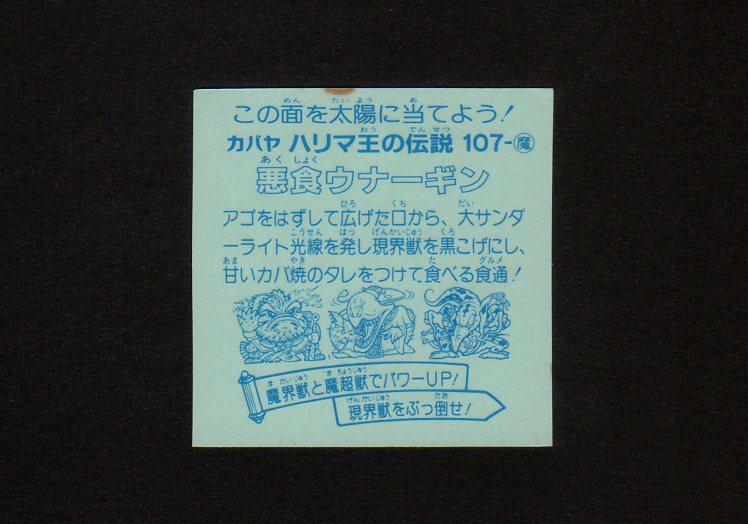 この面を太陽に当てよう！
カバヤ ハリマ王の伝説 107-魔
悪食ウナーギン
アゴをはずして広げた口から、大サンダ
ーライト光線を発し現界獣を黒こげにし、
甘いカバ焼のタレをつけて食べる食通！
魔界獣と魔超獣でパワーUP！
現界獣をぶっ倒せ！